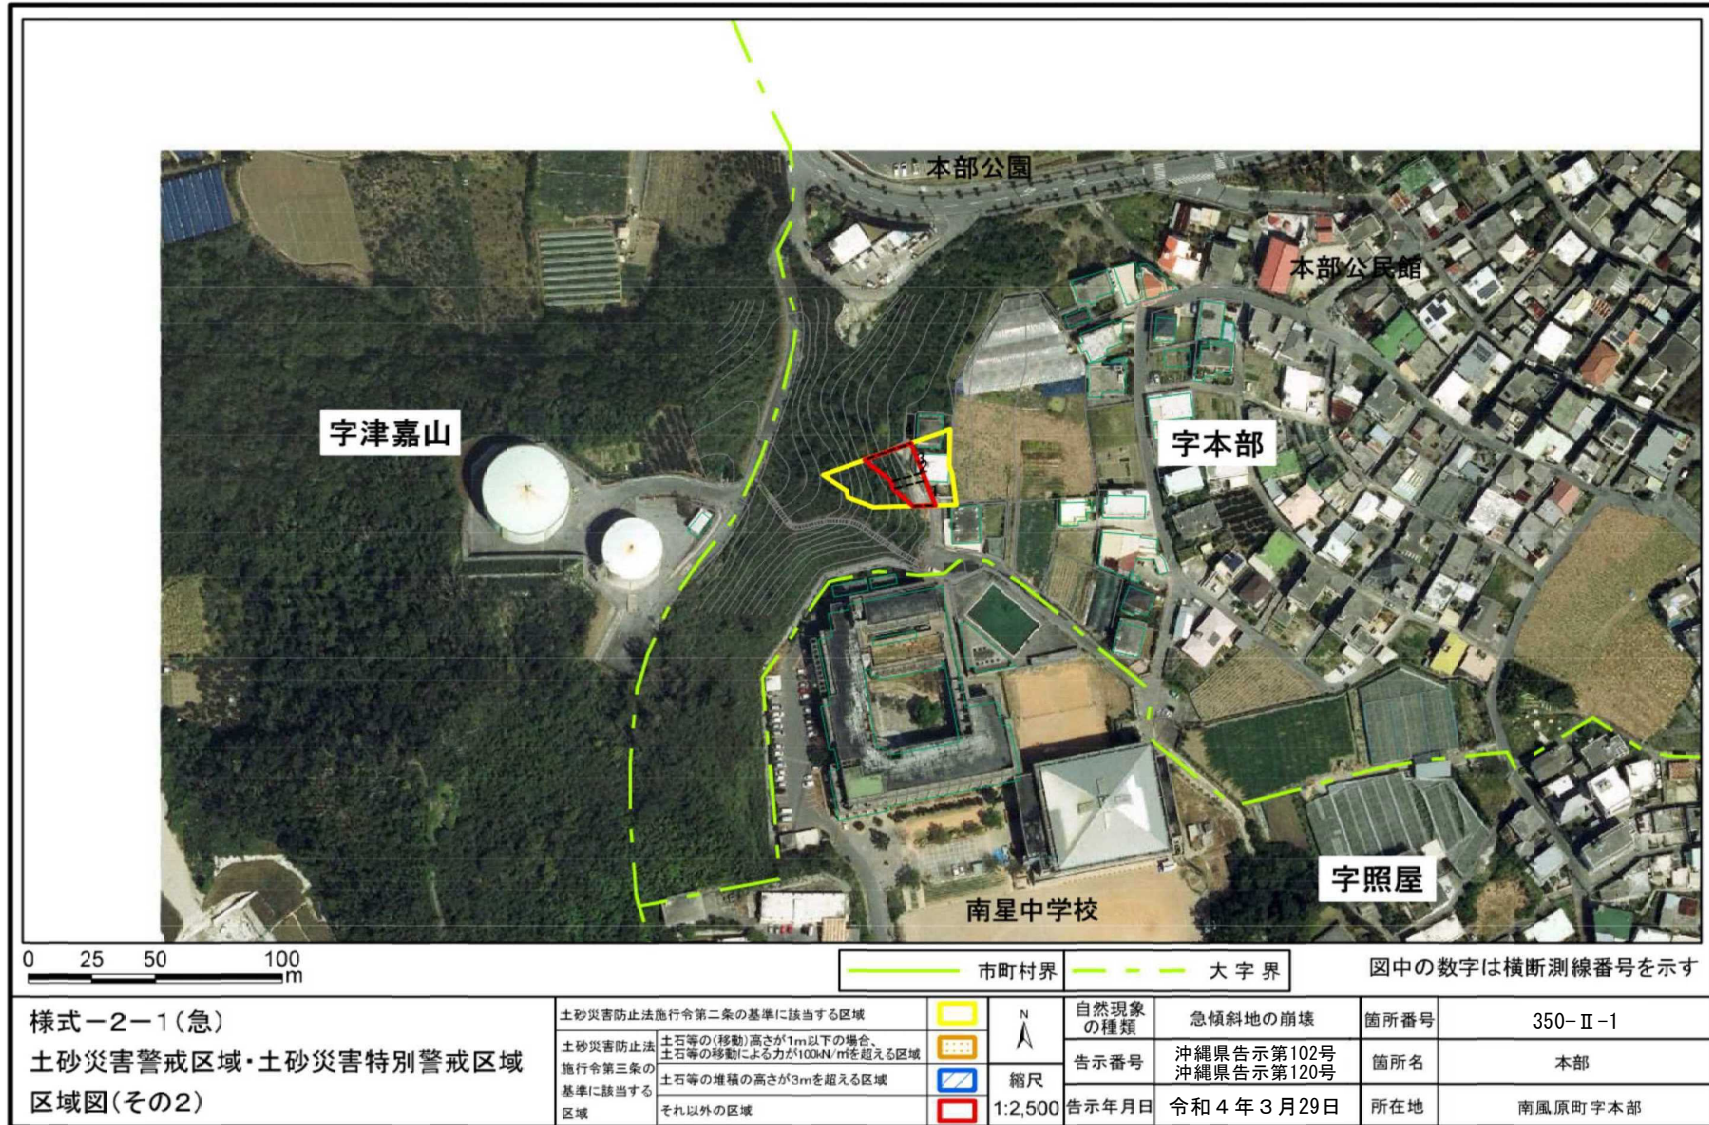 本部公園
本部公民館
字津嘉山
字本部
字照屋
南星中学校
0 25 50 100
m
市町村界
大字界
図中の数字は横断測線番号を示す
様式-2-1(急)
土砂災害警戒区域・土砂災害特別警戒区域
区域図(その2)
土砂災害防止法施行令第二条の基準に該当する区域
土砂災害防止法
施行令第三条の
基準に該当する
区域
土石等の(移動)高さが1m以下の場合、
土石等の移動による力が100kN/㎡を超える区域
土石等の堆積の高さが3mを超える区域
それ以外の区域
N
縮尺
1:2,500
自然現象
の種類
急傾斜地の崩壊
箇所番号
350-Ⅱ-1
告示番号
沖縄県告示第102号
沖縄県告示第120号
箇所名
本部
告示年月日
令和4年3月29日
所在地
南風原町字本部